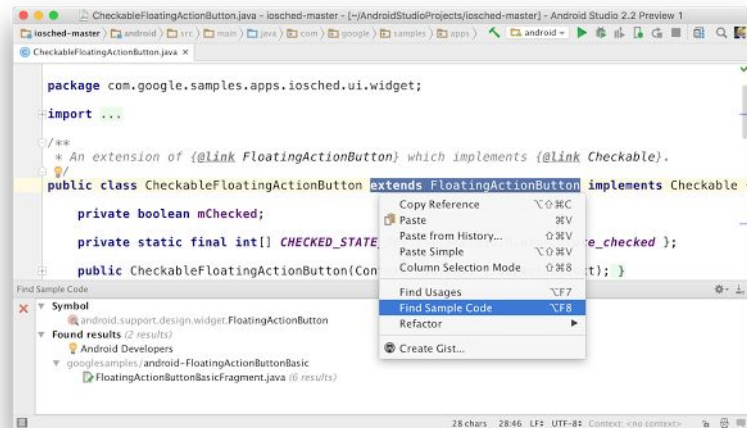 CheckableFloatingActionButton.java - iosched-master - [~/AndroidStudioProjects/iosched-master] - Android Studio 2.2 Preview 1
iosched-master android src main java com google samples apps android
CheckableFloatingActionButton.java ×
package com.google.samples.apps.iosched.ui.widget;
import ...
/**
* An extension of {@link FloatingActionButton} which implements {@link Checkable}.
*/
public class CheckableFloatingActionButton extends FloatingActionButton implements Checkable
private boolean mChecked;
private static final int[] CHECKED_STATE_ e_checked };
public CheckableFloatingActionButton(Con t); }
Copy Reference ⌥⇧⌘C
Paste ⌘V
Paste from History... ⇧⌘V
Paste Simple ⌥⇧⌘V
Column Selection Mode ⇧⌘8
Find Usages ⌥F7
Find Sample Code ⌥F8
Refactor
Create Gist...
Find Sample Code
Symbol
android.support.design.widget.FloatingActionButton
Found results (2 results)
Android Developers
googlesamples/android-FloatingActionButtonBasic
FloatingActionButtonBasicFragment.java (6 results)
28 chars 28:46 LF÷ UTF-8÷ Context: <no context>